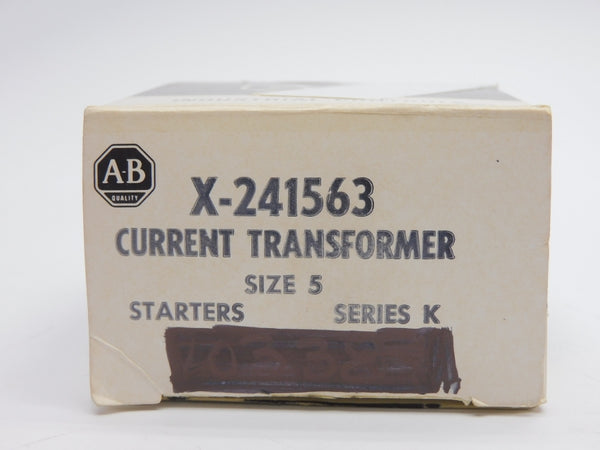 A-B
QUALITY
X-241563
CURRENT TRANSFORMER
SIZE 5
STARTERS SERIES K